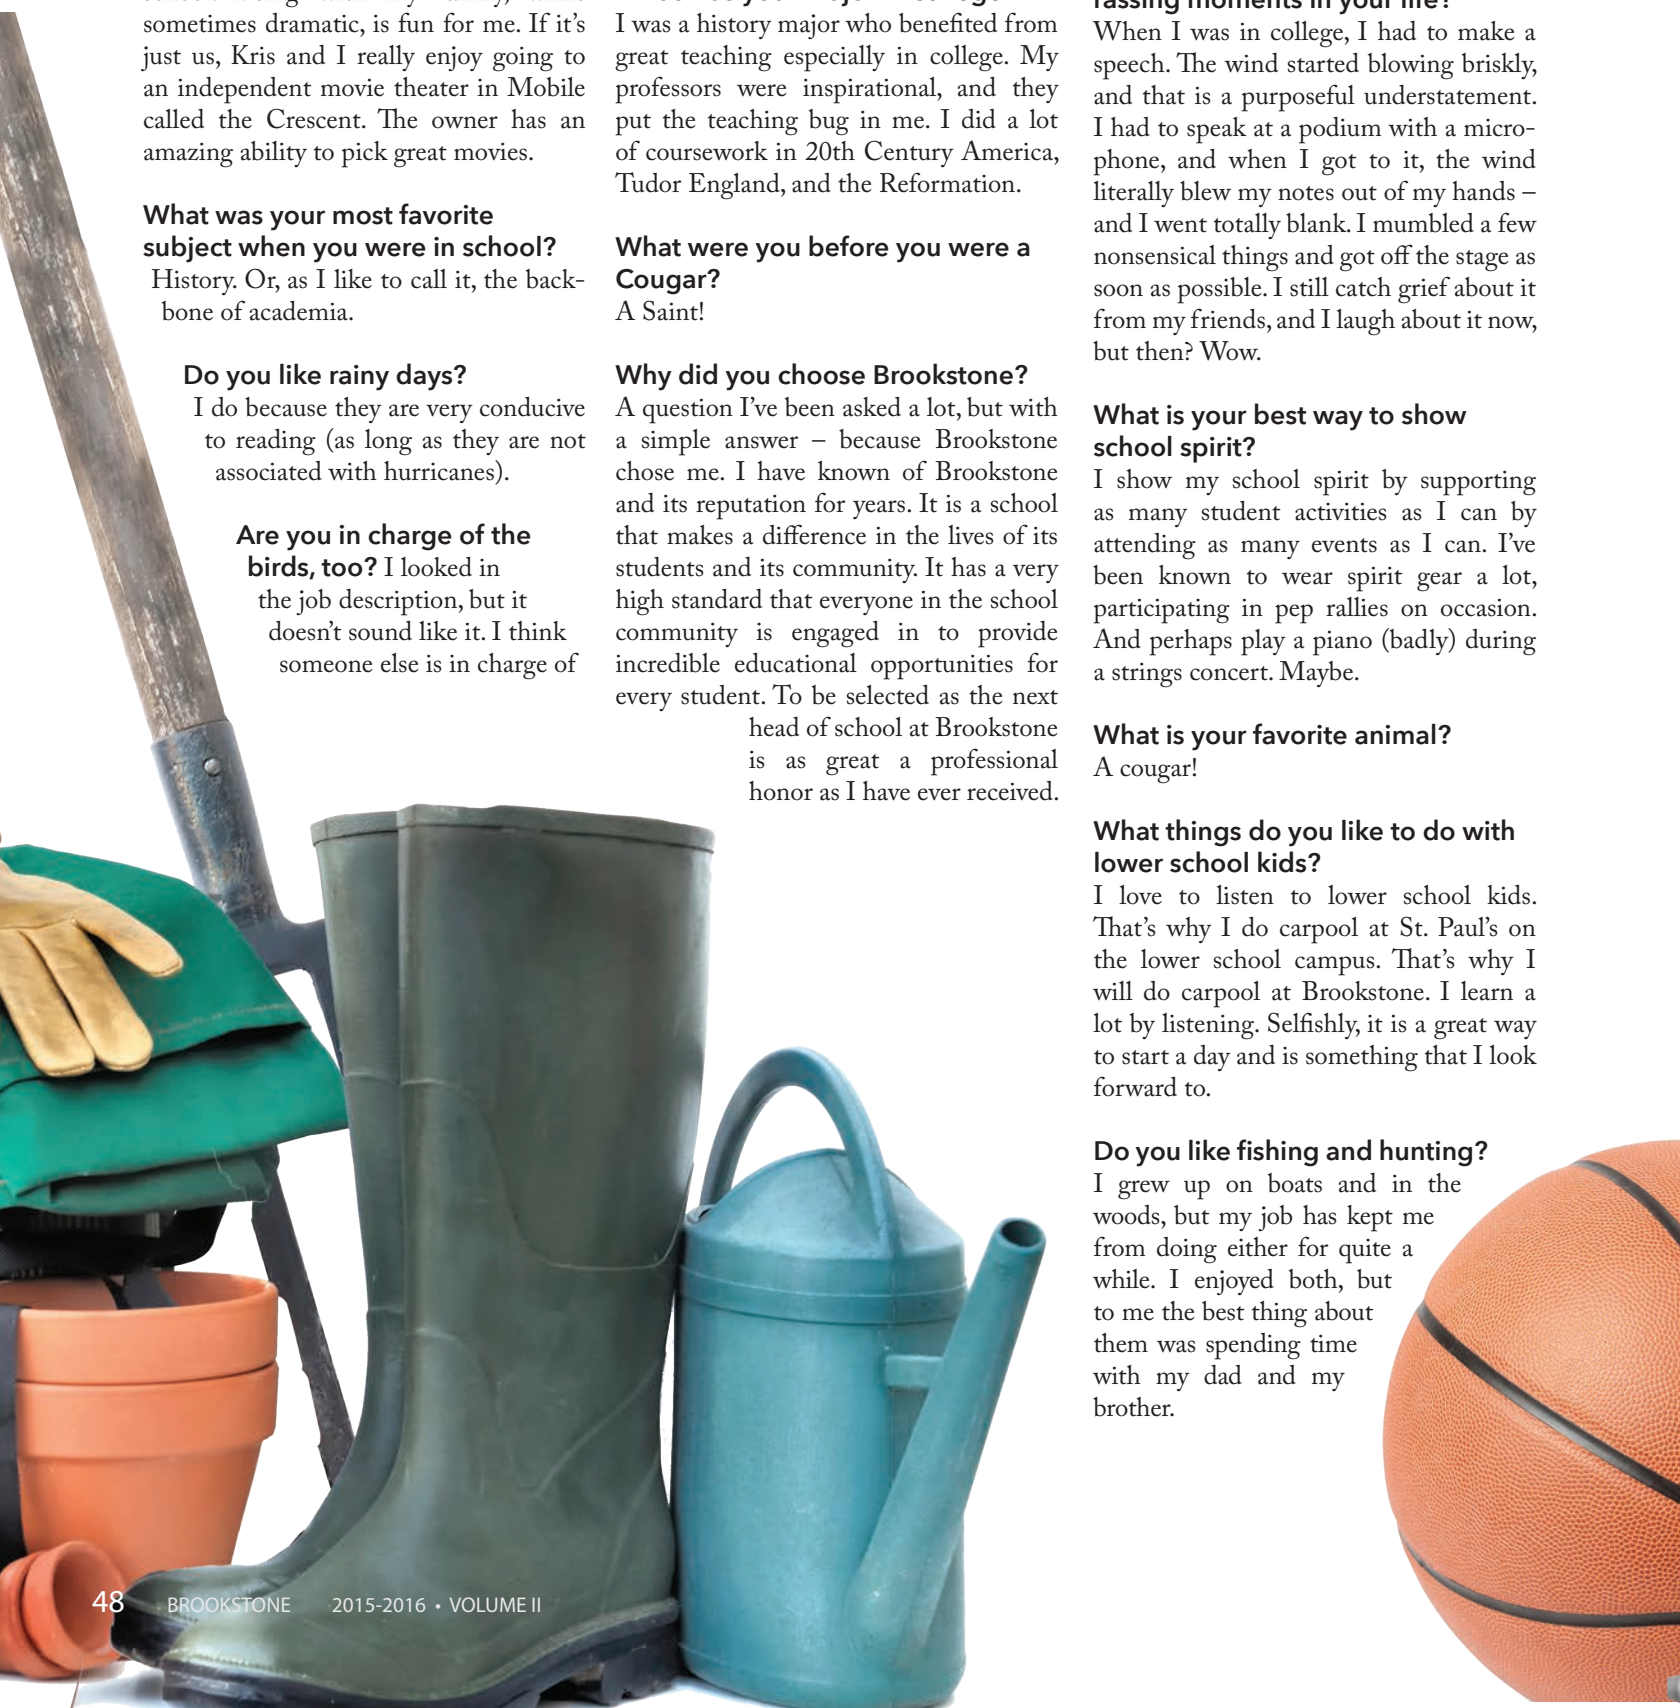 sometimes dramatic, is fun for me. If it’s
just us, Kris and I really enjoy going to
an independent movie theater in Mobile
called the Crescent. The owner has an
amazing ability to pick great movies.
What was your most favorite
subject when you were in school?
History. Or, as I like to call it, the back-
bone of academia.
Do you like rainy days?
I do because they are very conducive
to reading (as long as they are not
associated with hurricanes).
Are you in charge of the
birds, too? I looked in
the job description, but it
doesn’t sound like it. I think
someone else is in charge of
I was a history major who benefited from
great teaching especially in college. My
professors were inspirational, and they
put the teaching bug in me. I did a lot
of coursework in 20th Century America,
Tudor England, and the Reformation.
What were you before you were a
Cougar?
A Saint!
Why did you choose Brookstone?
A question I’ve been asked a lot, but with
a simple answer – because Brookstone
chose me. I have known of Brookstone
and its reputation for years. It is a school
that makes a difference in the lives of its
students and its community. It has a very
high standard that everyone in the school
community is engaged in to provide
incredible educational opportunities for
every student. To be selected as the next
head of school at Brookstone
is as great a professional
honor as I have ever received.
rassing moments in your life?
When I was in college, I had to make a
speech. The wind started blowing briskly,
and that is a purposeful understatement.
I had to speak at a podium with a micro-
phone, and when I got to it, the wind
literally blew my notes out of my hands –
and I went totally blank. I mumbled a few
nonsensical things and got off the stage as
soon as possible. I still catch grief about it
from my friends, and I laugh about it now,
but then? Wow.
What is your best way to show
school spirit?
I show my school spirit by supporting
as many student activities as I can by
attending as many events as I can. I’ve
been known to wear spirit gear a lot,
participating in pep rallies on occasion.
And perhaps play a piano (badly) during
a strings concert. Maybe.
What is your favorite animal?
A cougar!
What things do you like to do with
lower school kids?
I love to listen to lower school kids.
That’s why I do carpool at St. Paul’s on
the lower school campus. That’s why I
will do carpool at Brookstone. I learn a
lot by listening. Selfishly, it is a great way
to start a day and is something that I look
forward to.
Do you like fishing and hunting?
I grew up on boats and in the
woods, but my job has kept me
from doing either for quite a
while. I enjoyed both, but
to me the best thing about
them was spending time
with my dad and my
brother.
48 BROOKSTONE 2015-2016 • VOLUME II